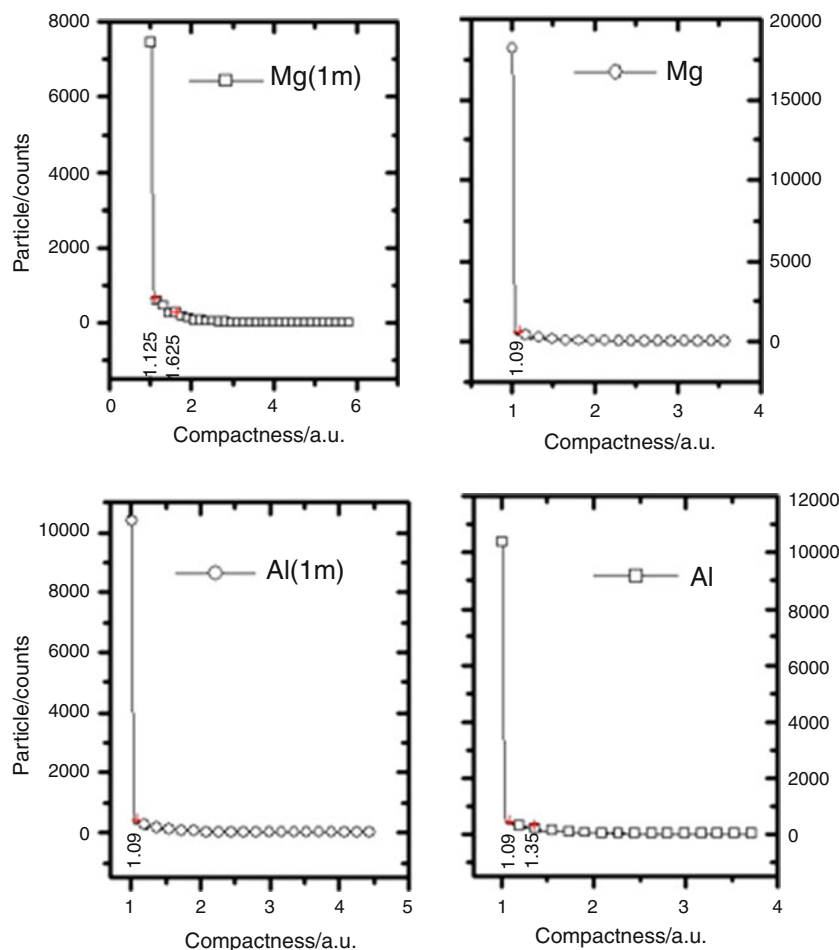 8000
6000
4000
2000
0
Particle/counts
Mg(1m)
1.125
1.625
0 2 4 6
Compactness/a.u.
Mg
20000
15000
10000
5000
0
1.09
1 2 3 4
Compactness/a.u.
10000
8000
6000
4000
2000
0
Particle/counts
Al(1m)
1.09
1 2 3 4 5
Compactness/a.u.
Al
12000
10000
8000
6000
4000
2000
0
1.09
1.35
1 2 3 4
Compactness/a.u.